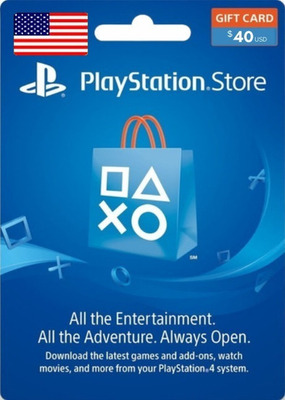 GIFT CARD
$40 USD
PlayStation®Store
SM
All the Entertainment.
All the Adventure. Always Open.
Download the latest games and add-ons, watch
movies, and more from your PlayStation®4 system.